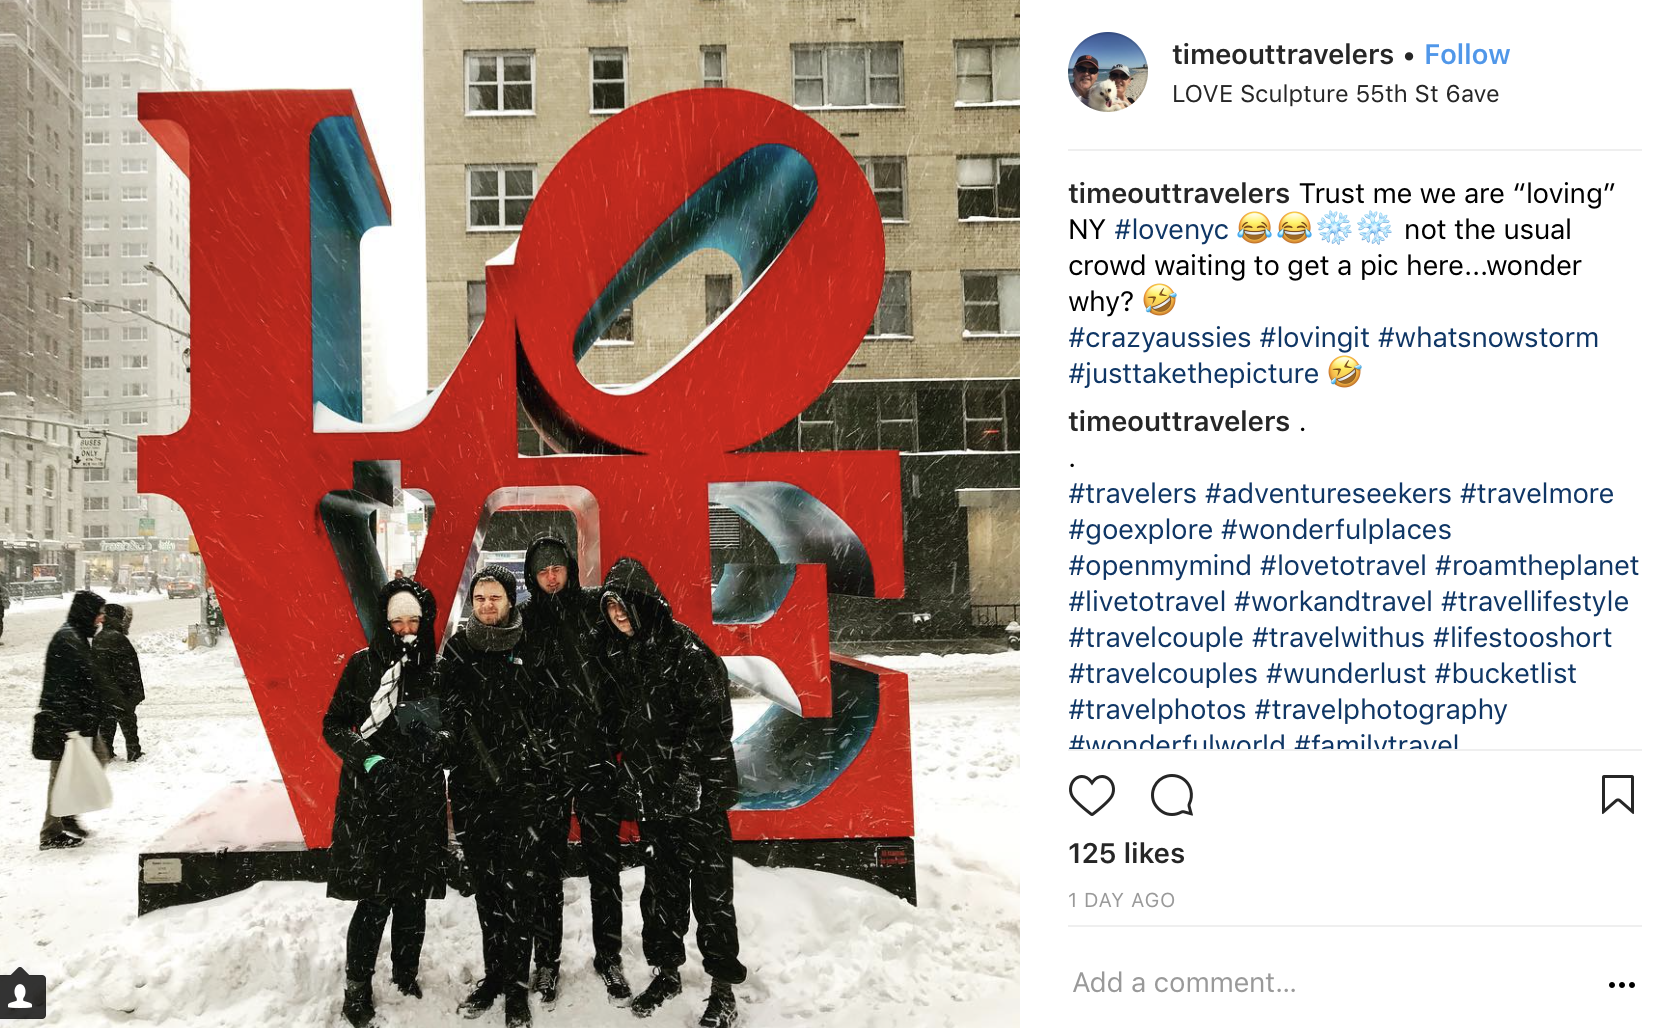 LOVE
BUSES
ONLY
timeouttravelers • Follow
LOVE Sculpture 55th St 6ave
timeouttravelers Trust me we are “loving”
NY #lovenyc 😂😂❄️❄️ not the usual
crowd waiting to get a pic here...wonder
why? 🤣
#crazyaussies #lovingit #whatsnowstorm
#justtakethepicture 🤣
timeouttravelers .
.
#travelers #adventureseekers #travelmore
#goexplore #wonderfulplaces
#openmymind #lovetotravel #roamtheplanet
#livetotravel #workandtravel #travellifestyle
#travelcouple #travelwithus #lifestooshort
#travelcouples #wunderlust #bucketlist
#travelphotos #travelphotography
#wonderfulworld #familytravel
125 likes
1 DAY AGO
Add a comment...